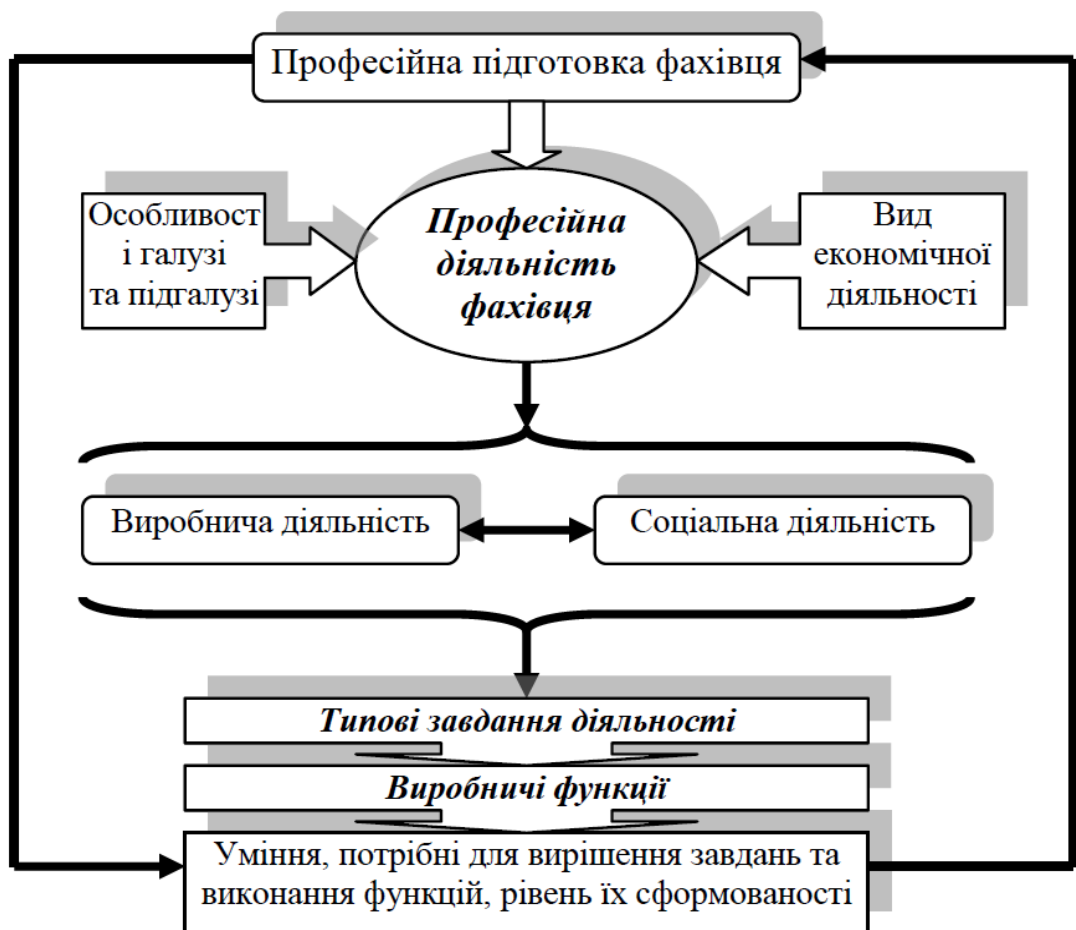 Професійна підготовка фахівця
Особливост
і галузі
та підгалузі
Професійна
діяльність
фахівця
Вид
економічної
діяльності
Виробнича діяльність
Соціальна діяльність
Типові завдання діяльності
Виробничі функції
Уміння, потрібні для вирішення завдань та
виконання функцій, рівень їх сформованості